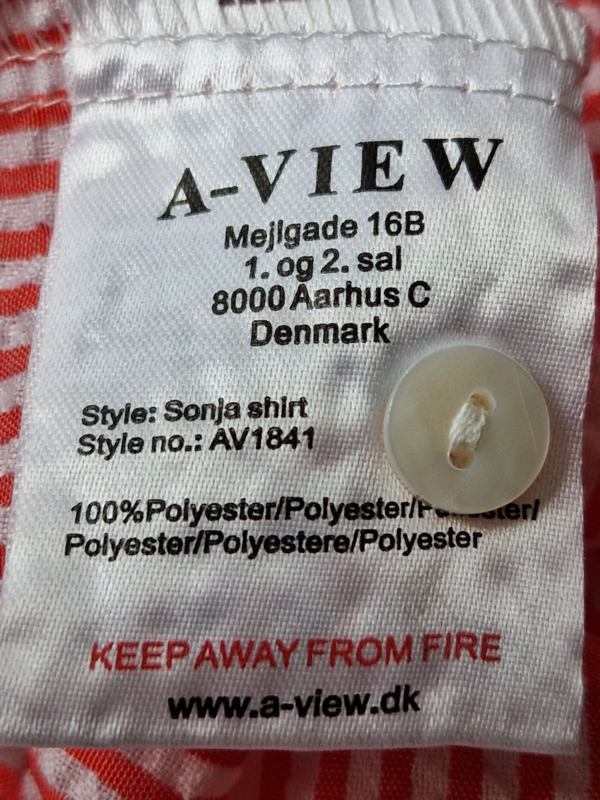 A-VIEW
Mejlgade 16B
1. og 2. sal
8000 Aarhus C
Denmark
Style: Sonja shirt
Style no.: AV1841
100%Polyester/Polyester/
Polyester/Polyestere/Polyester
KEEP AWAY FROM FIRE
www.a-view.dk